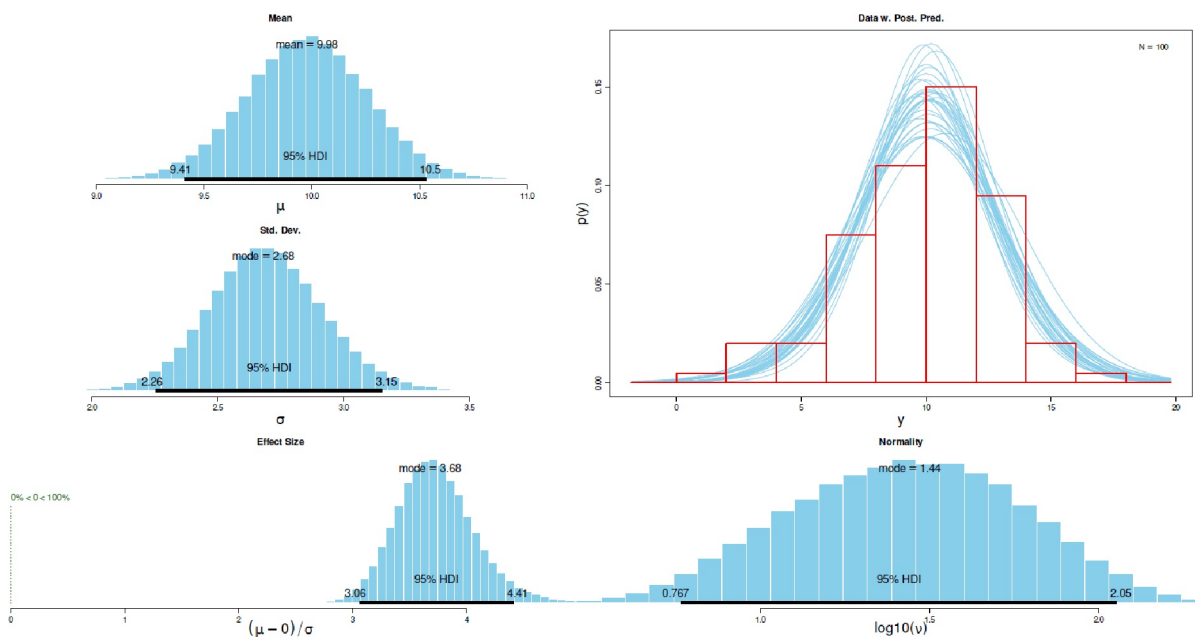 Mean
mean = 9.98
95% HDI
9.41
10.5
9.0
9.5
10.0
10.5
11.0
μ
Std. Dev.
mode = 2.68
95% HDI
2.26
3.15
2.0
2.5
3.0
3.5
σ
Data w. Post. Pred.
N = 100
p(y)
0.15
0.10
0.05
0.00
0
5
10
15
20
y
Effect Size
mode = 3.68
0% < 0 < 100%
95% HDI
3.06
4.41
0
1
2
3
4
(μ − 0)/σ
Normality
mode = 1.44
95% HDI
0.767
2.05
1.0
1.5
2.0
log10(ν)